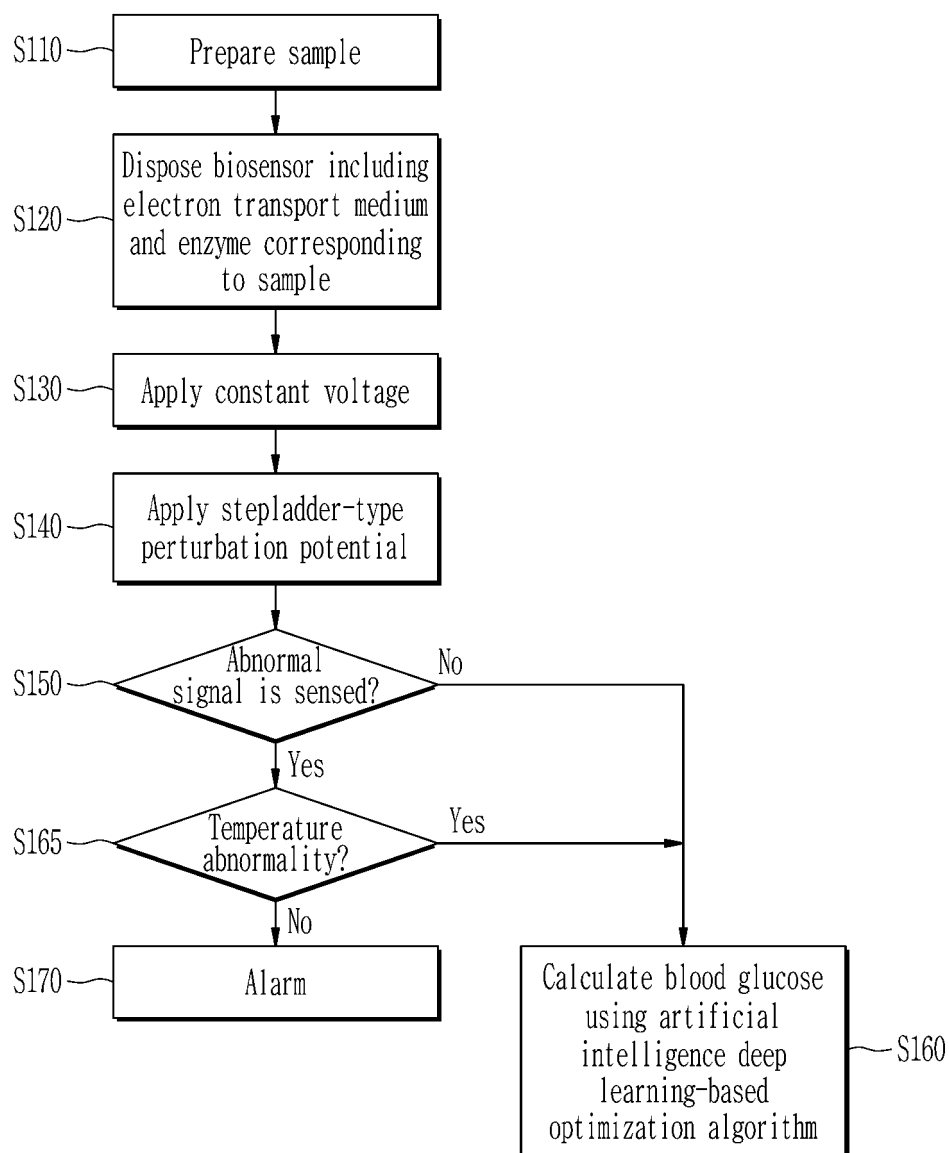 S110
Prepare sample
S120
Dispose biosensor including
electron transport medium
and enzyme corresponding
to sample
S130
Apply constant voltage
S140
Apply stepladder-type
perturbation potential
S150
Abnormal
signal is sensed?
No
Yes
S165
Temperature
abnormality?
Yes
No
S170
Alarm
Calculate blood glucose
using artificial
intelligence deep
learning-based
optimization algorithm
S160